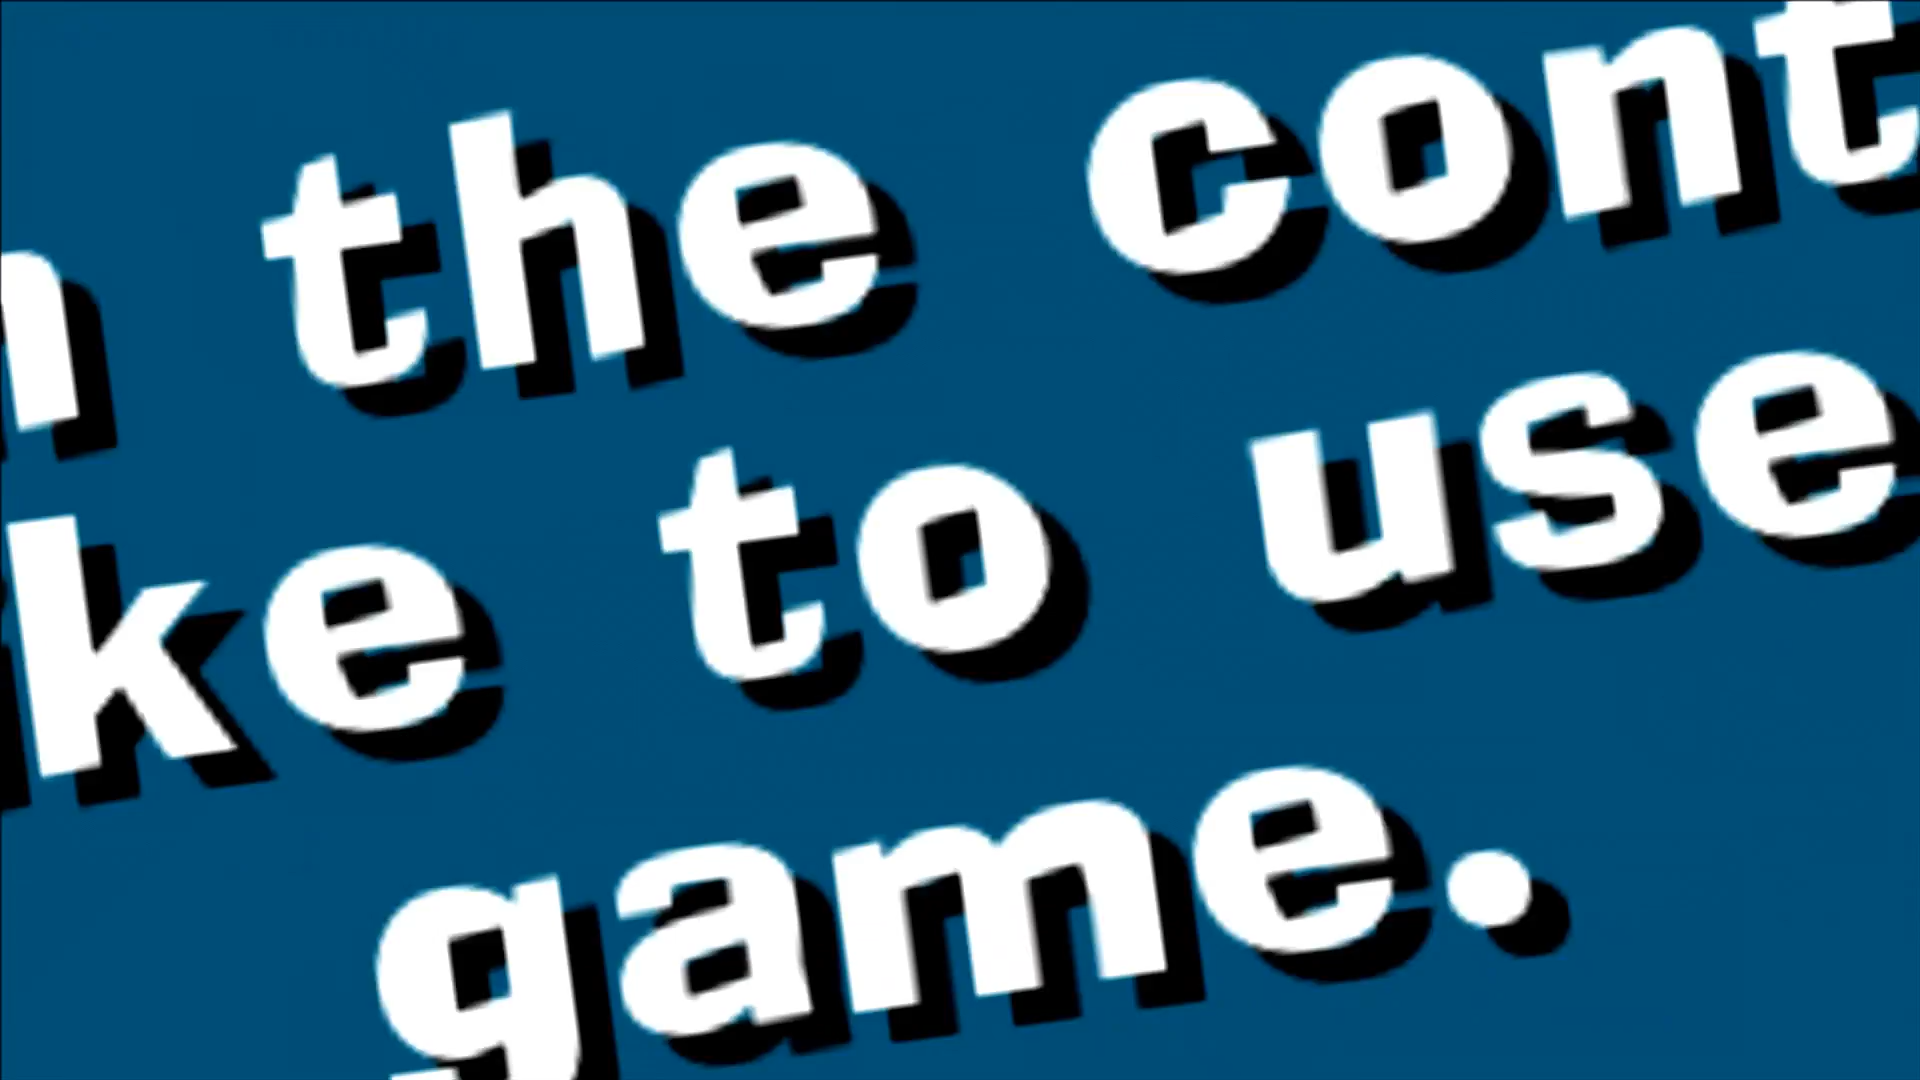 n the cont
ke to use
game.